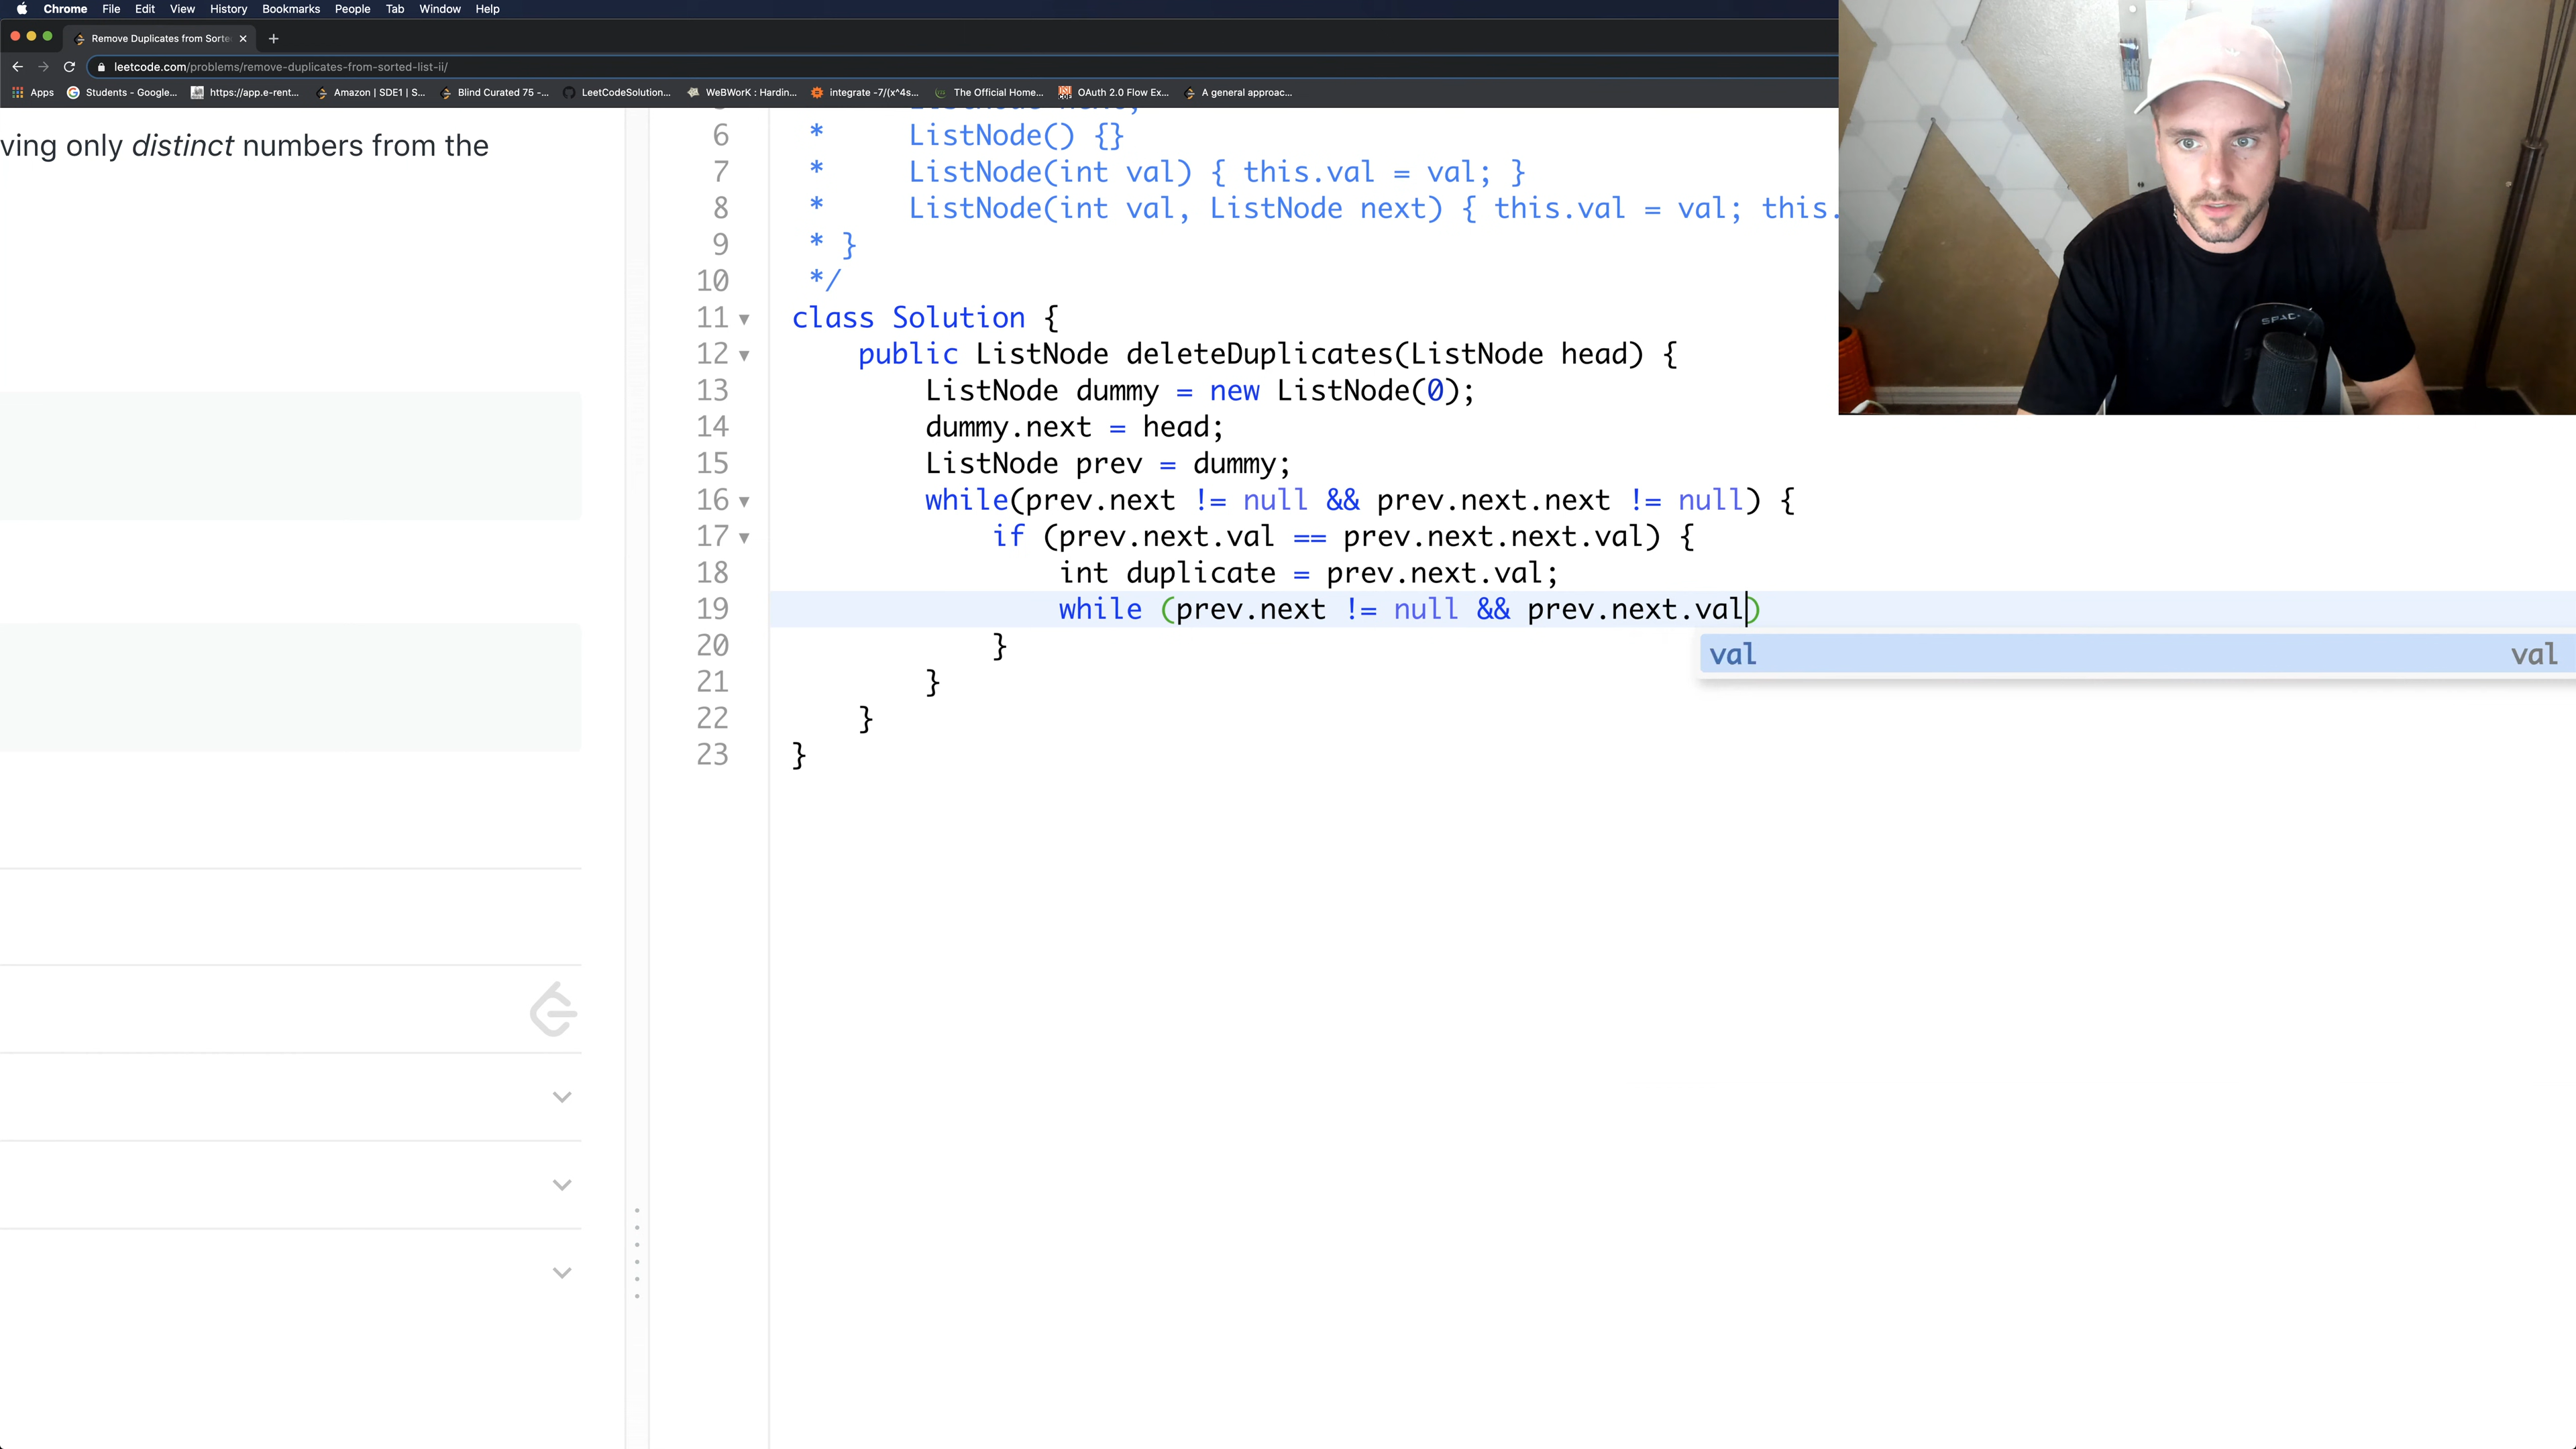 Chrome File Edit View History Bookmarks People Tab Window Help
Remove Duplicates from Sorte
leetcode.com/problems/remove-duplicates-from-sorted-list-ii/
Apps Students - Google... https://app.e-rent... Amazon | SDE1 | S... Blind Curated 75 -... LeetCodeSolution... WeBWorK : Hardin... integrate -7/(x^4s... The Official Home... OAuth 2.0 Flow Ex... A general approac...
ving only distinct numbers from the
6 * ListNode() {}
7 * ListNode(int val) { this.val = val; }
8 * ListNode(int val, ListNode next) { this.val = val; this.
9 * }
10 */
11 class Solution {
12 public ListNode deleteDuplicates(ListNode head) {
13 ListNode dummy = new ListNode(0);
14 dummy.next = head;
15 ListNode prev = dummy;
16 while(prev.next != null && prev.next.next != null) {
17 if (prev.next.val == prev.next.next.val) {
18 int duplicate = prev.next.val;
19 while (prev.next != null && prev.next.val)
val val
20 }
21 }
22 }
23 }